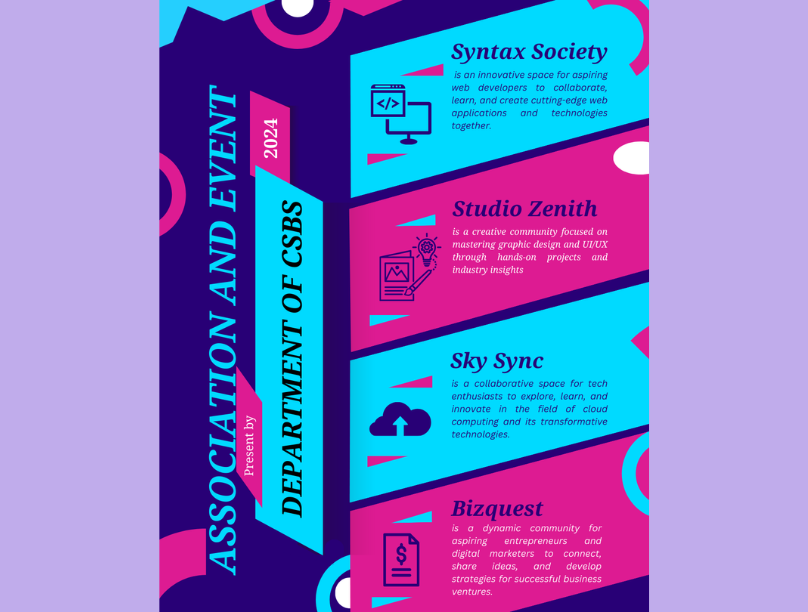 ASSOCIATION AND EVENT
2024
DEPARTMENT OF CSBS
Present by
Syntax Society
is an innovative space for aspiring
web developers to collaborate,
learn, and create cutting-edge web
applications and technologies
together.
</>
Studio Zenith
is a creative community focused on
mastering graphic design and UI/UX
through hands-on projects and
industry insights
Sky Sync
is a collaborative space for tech
enthusiasts to explore, learn, and
innovate in the field of cloud
computing and its transformative
technologies.
Bizquest
is a dynamic community for
aspiring entrepreneurs and
digital marketers to connect,
share ideas, and develop
strategies for successful business
ventures.
$